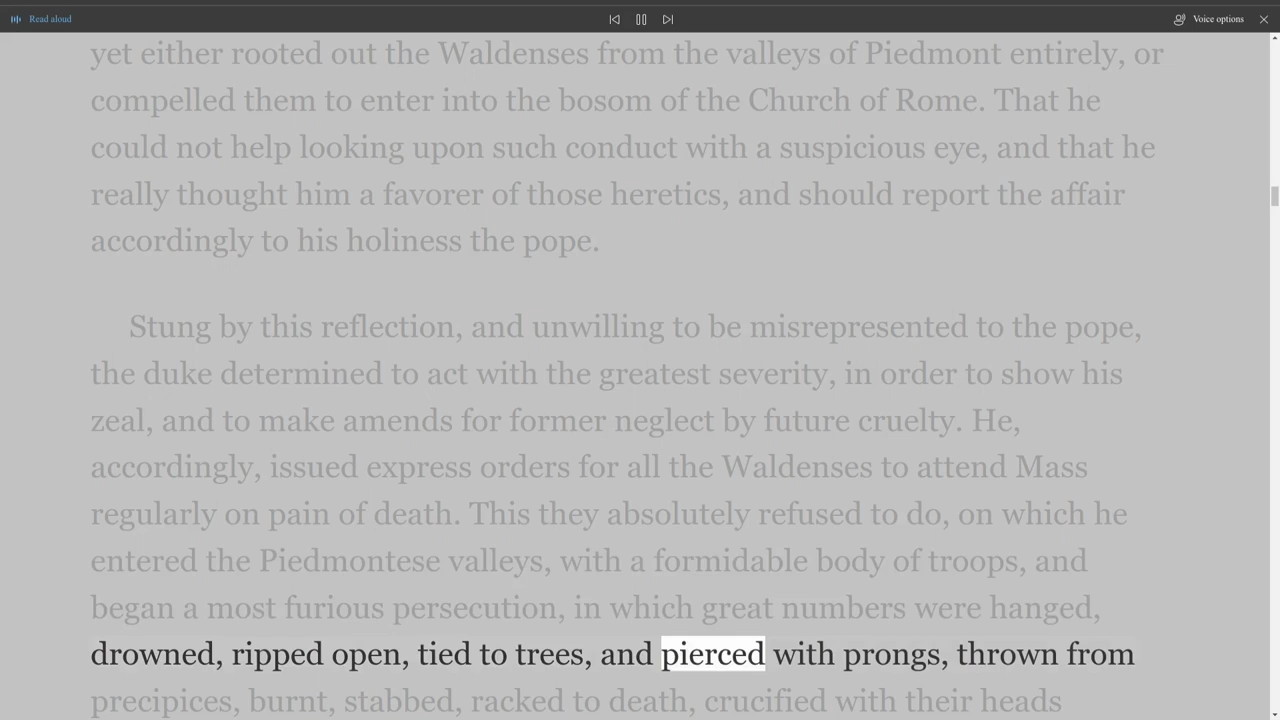 Read aloud
Voice options
yet either rooted out the Waldenses from the valleys of Piedmont entirely, or
compelled them to enter into the bosom of the Church of Rome. That he
could not help looking upon such conduct with a suspicious eye, and that he
really thought him a favorer of those heretics, and should report the affair
accordingly to his holiness the pope.
Stung by this reflection, and unwilling to be misrepresented to the pope,
the duke determined to act with the greatest severity, in order to show his
zeal, and to make amends for former neglect by future cruelty. He,
accordingly, issued express orders for all the Waldenses to attend Mass
regularly on pain of death. This they absolutely refused to do, on which he
entered the Piedmontese valleys, with a formidable body of troops, and
began a most furious persecution, in which great numbers were hanged,
drowned, ripped open, tied to trees, and pierced with prongs, thrown from
precipices, burnt, stabbed, racked to death, crucified with their heads